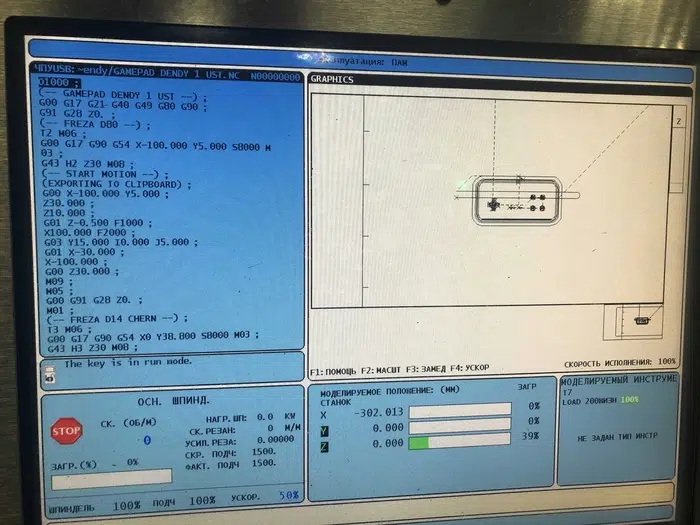 ЭКСПЛУАТАЦИЯ: ПАМ
ЧПУUSB: ~endy/GAMEPAD DENDY 1 UST.NC N00000000
O1000 ;
(—— GAMEPAD DENDY 1 UST ——) ;
G00 G17 G21 G40 G49 G80 G90 ;
G91 G28 Z0. ;
(—— FREZA D80 ——) ;
T2 M06 ;
G00 G17 G90 G54 X-100.000 Y5.000 S8000 M
03 ;
G43 H2 Z30 M08 ;
(—— START MOTION ——) ;
(EXPORTING TO CLIPBOARD) ;
G00 X-100.000 Y5.000 ;
Z30.000 ;
Z10.000 ;
G01 Z-0.500 F1000 ;
X100.000 F2000 ;
G03 Y15.000 I0.000 J5.000 ;
G01 X-30.000 ;
X-100.000 ;
G00 Z30.000 ;
M09 ;
M05 ;
G00 G91 G28 Z0. ;
M01 ;
(—— FREZA D14 CHERN ——) ;
T3 M06 ;
G00 G17 G90 G54 X0 Y38.800 S8000 M03 ;
G43 H3 Z30 M08 ;
The key is in run mode.
GRAPHICS
Z
F1: ПОМОЩЬ F2: МАСШТ F3: ЗАМЕД F4: УСКОР
СКОРОСТЬ ИСПОЛНЕНИЯ: 100%
ОСН. ШПИНД.
STOP
СК. (ОБ/М)
0
НАГР.ШП: 0.0 KW
СК.РЕЗАН: 0 М/М
УСИЛ.РЕЗА: 0.00000
СКР. ПОДЧ 1500.
ФАКТ. ПОДЧ 1500.
ЗАГР.(%) - 0%
ШПИНДЕЛЬ 100% ПОДЧ 100% УСКОР. 50%
МОДЕЛИРУЕМОЕ ПОЛОЖЕНИЕ: (ММ)
ЗАГР
СТАНОК
X -302.013 0%
Y 0.000 0%
Z 0.000 39%
МОДЕЛИРУЕМЫЙ ИНСТРУМЕ
T7
LOAD 200%ИЗН 100%
НЕ ЗАДАН ТИП ИНСТР